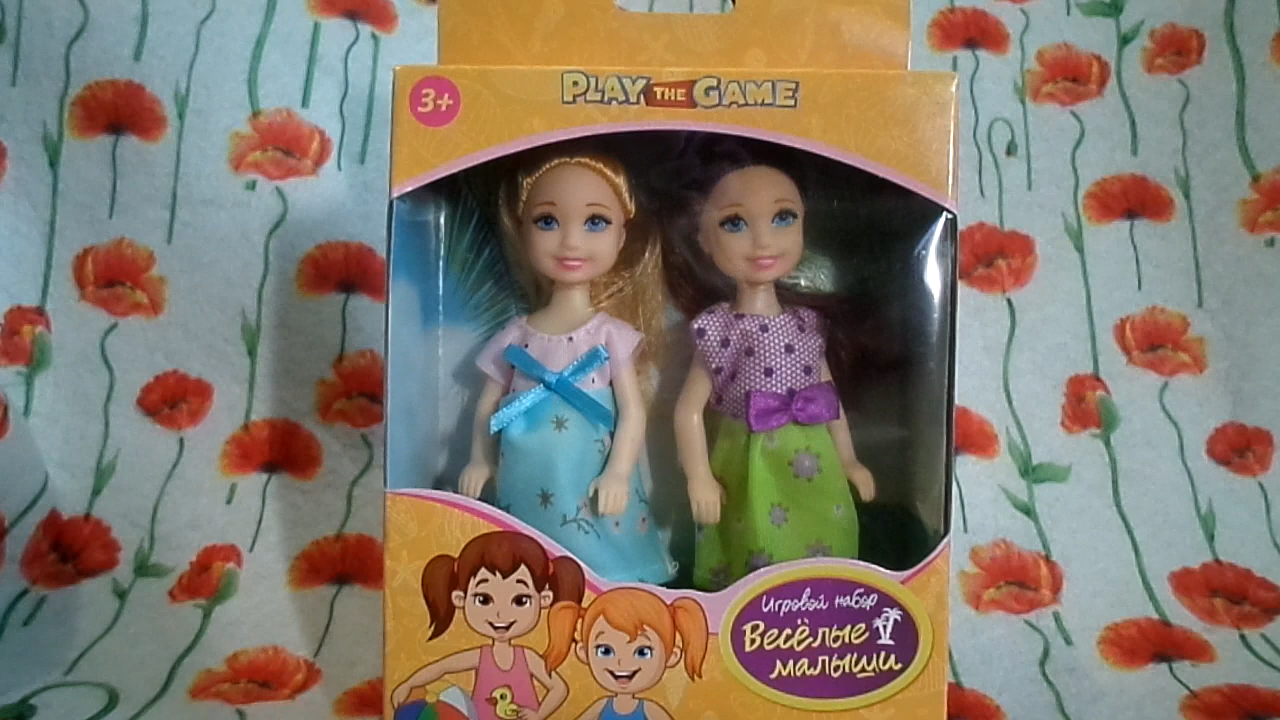 3+
PLAY THE GAME
Игровой набор
Весёлые
малыши